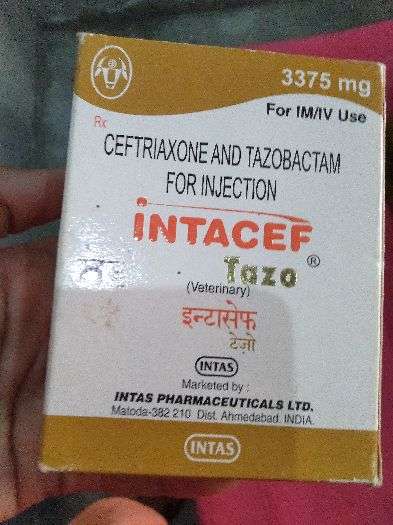 3375 mg
For IM/IV Use
Rx
CEFTRIAXONE AND TAZOBACTAM
FOR INJECTION
INTACEF
Tazo ®
(Veterinary)
इन्टासेफ
टेज़ो
INTAS
Marketed by :
INTAS PHARMACEUTICALS LTD.
Matoda-382 210. Dist. Ahmedabad. INDIA.
INTAS